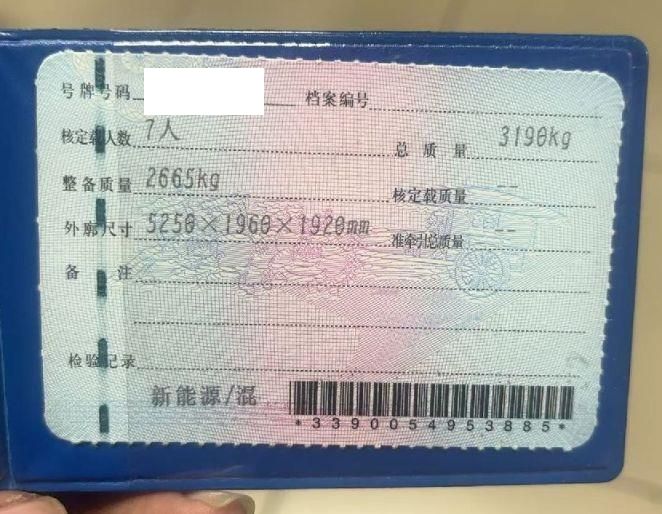 号牌号码 档案编号
核定载人数 7人 总质量 3190kg
整备质量 2665kg 核定载质量 --
外廓尺寸 5250×1960×1920mm 准牵引总质量 --
备注
检验记录
新能源/混
*3390054953885*